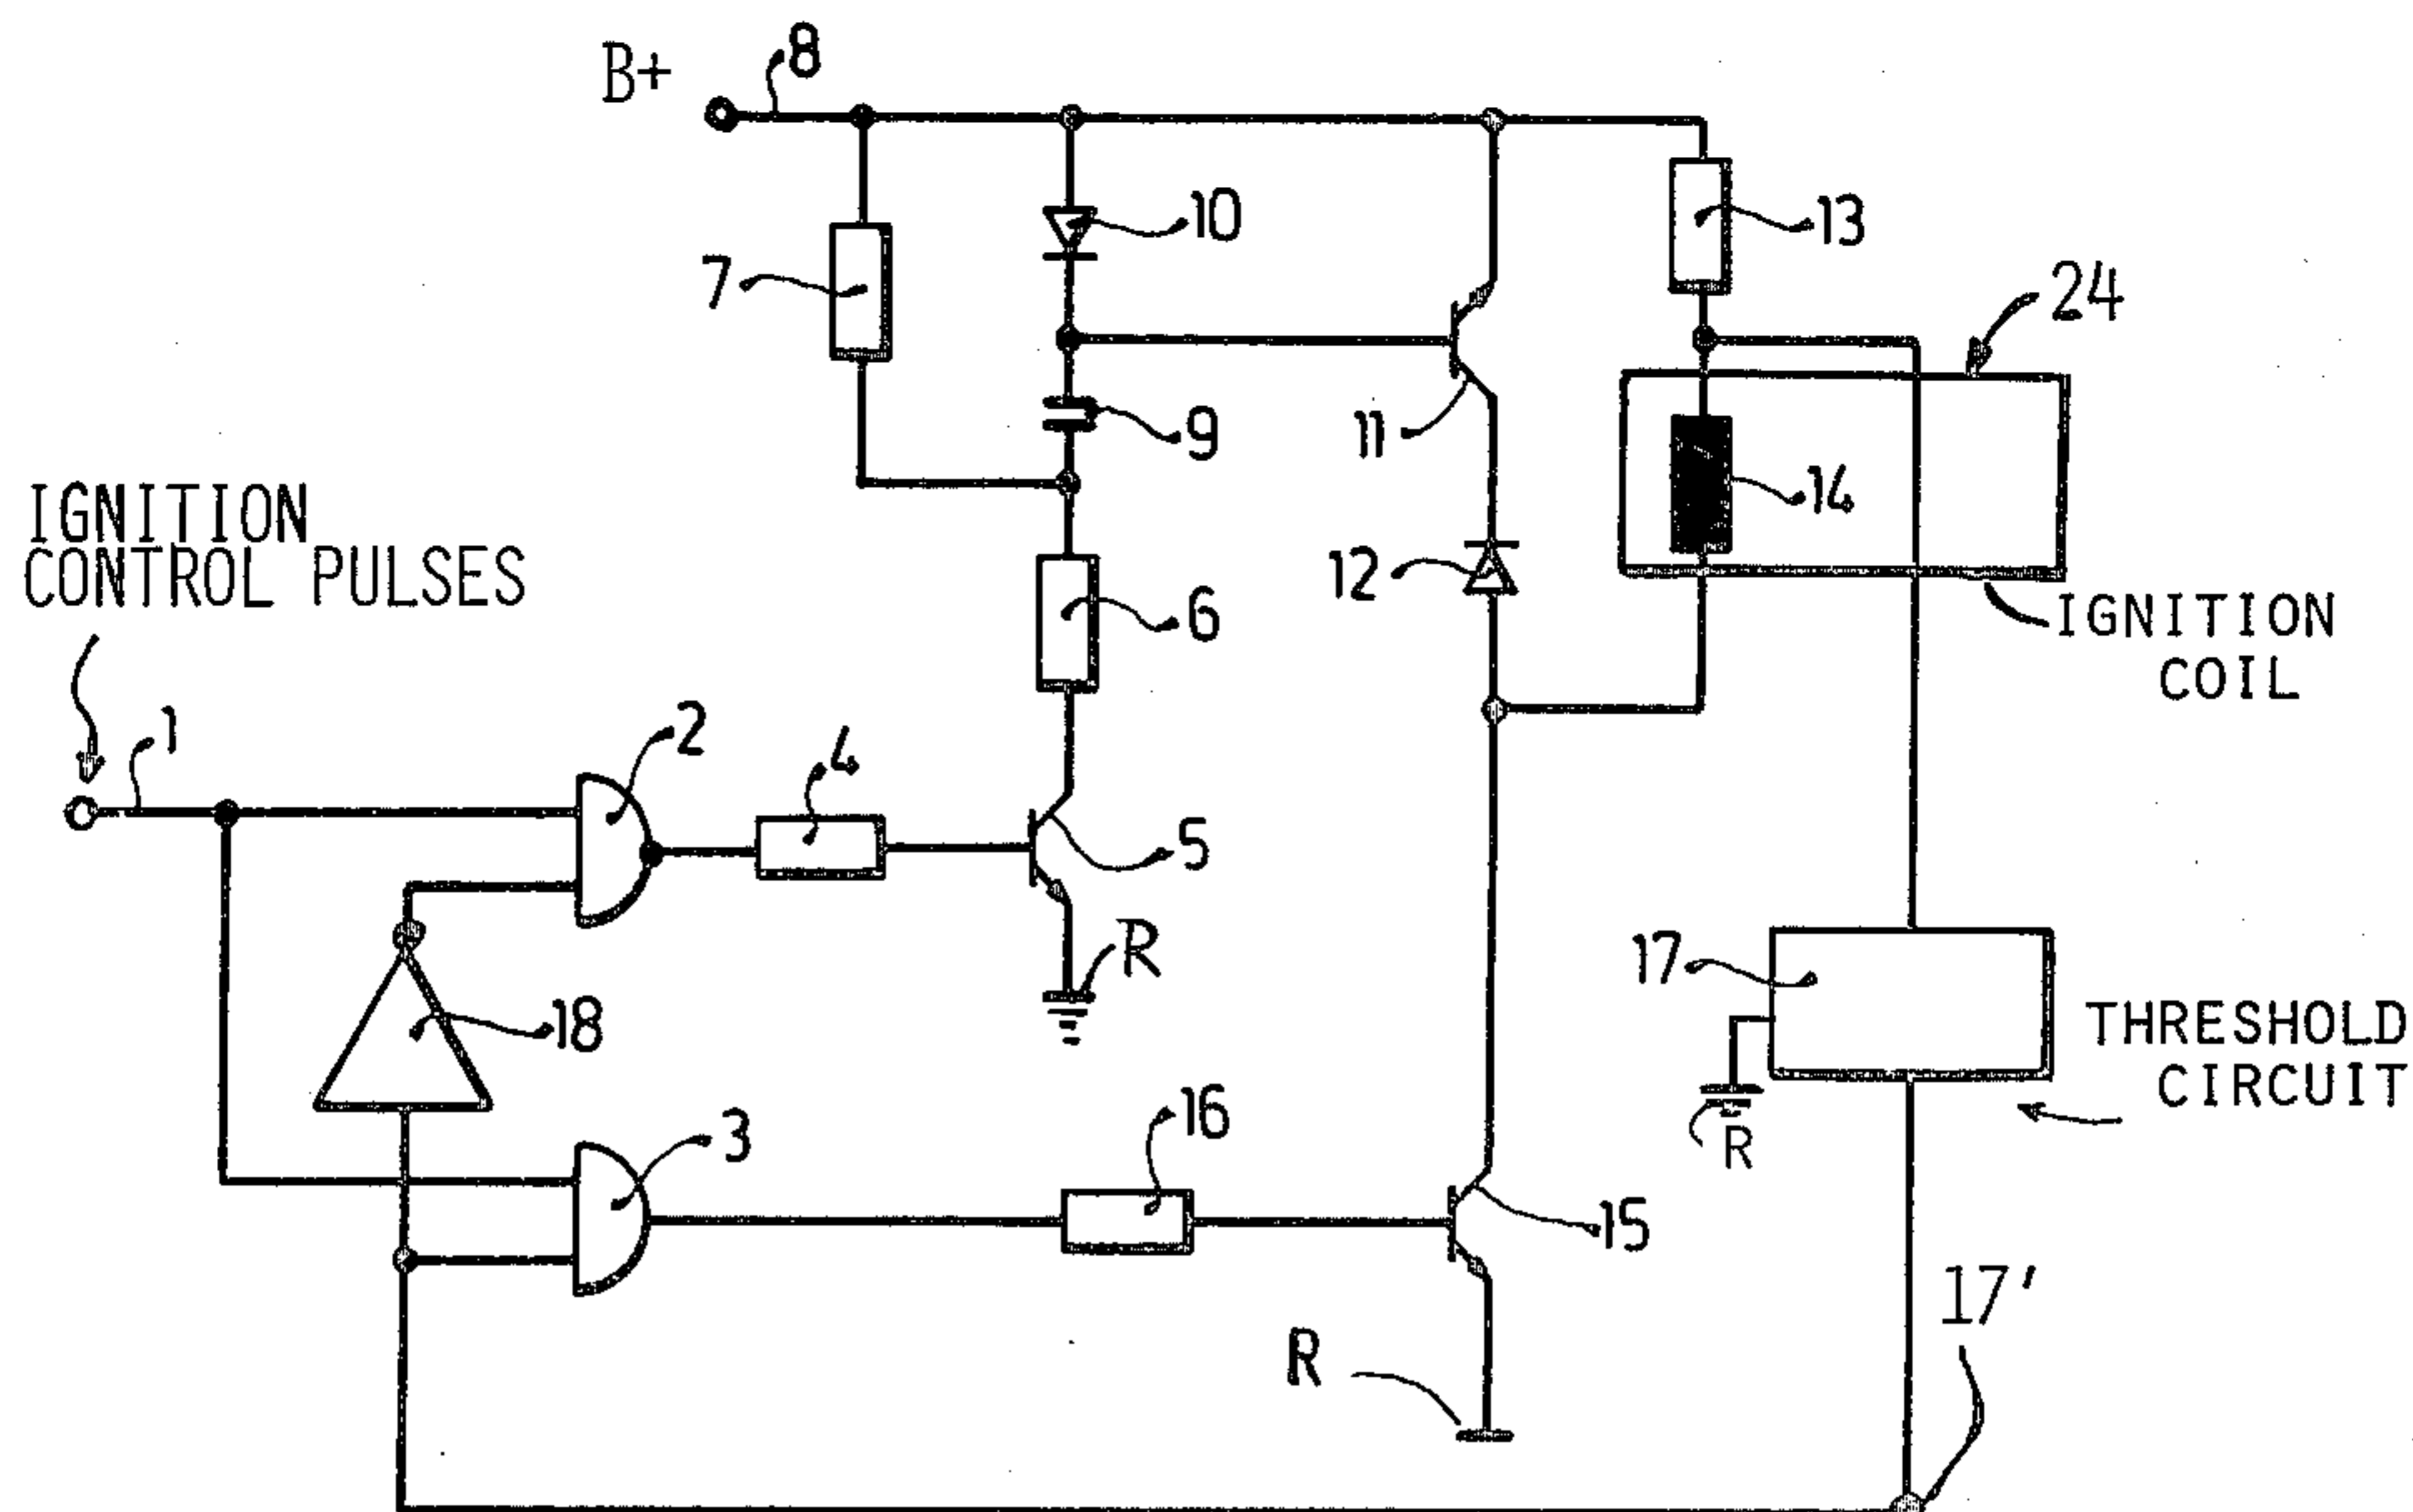 B+
8
10
13
7
24
11
9
14
IGNITION
CONTROL PULSES
12
6
IGNITION
COIL
1
2
4
5
R
17
18
THRESHOLD
CIRCUIT
3
16
R
15
17'
R